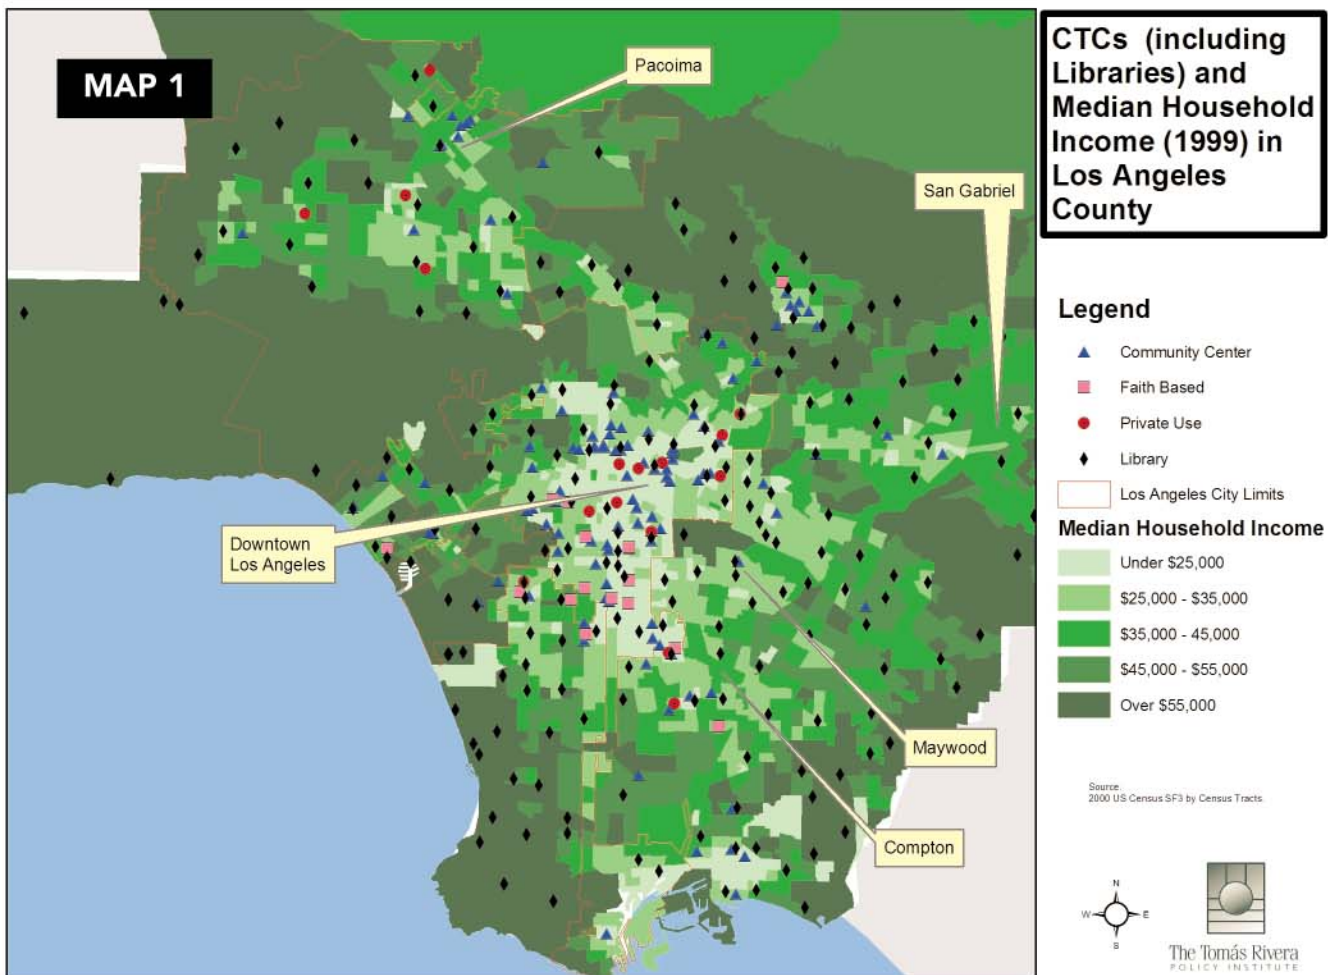 MAP 1
Pacoima
San Gabriel
Downtown
Los Angeles
Maywood
Compton
CTCs (including
Libraries) and
Median Household
Income (1999) in
Los Angeles
County
Legend
Community Center
Faith Based
Private Use
Library
Los Angeles City Limits
Median Household Income
Under $25,000
$25,000 - $35,000
$35,000 - 45,000
$45,000 - $55,000
Over $55,000
Source.
2000 US Census SF3 by Census Tracts
N
W E
S
The Tomás Rivera
POLICY INSTITUTE